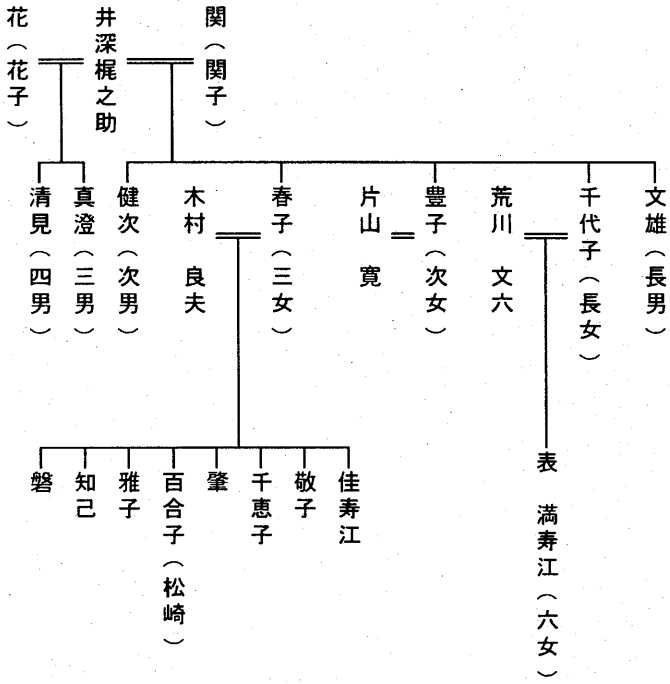 関(関子)
井深梶之助
花(花子)
文雄(長男)
千代子(長女)
荒川 文六
豊子(次女)
片山 寛
春子(三女)
木村 良夫
健次(次男)
真澄(三男)
清見(四男)
表 満寿江(六女)
佳寿江
敬子
千恵子
肇
百合子(松崎)
雅子
知己
磐